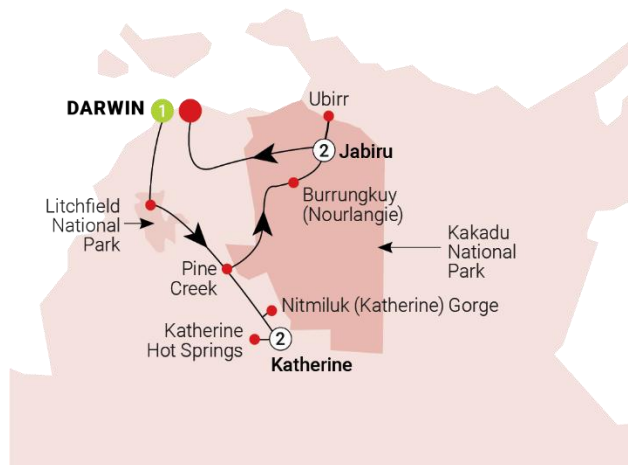 Ubirr
DARWIN 1
2 Jabiru
Litchfield
National
Park
Burrungkuy
(Nourlangie)
Kakadu
National
Park
Pine
Creek
Nitmiluk (Katherine) Gorge
Katherine
Hot Springs
2
Katherine